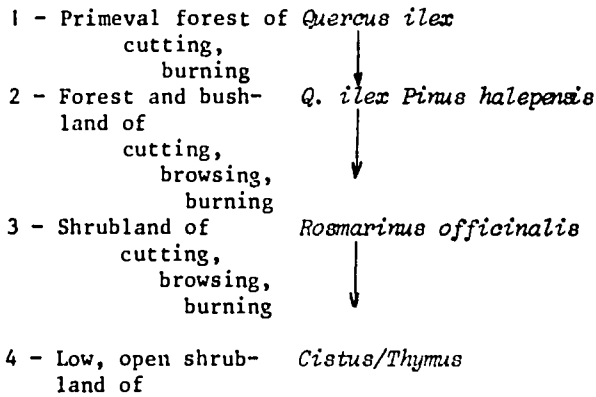 1 - Primeval forest of Quercus ilex
cutting,
burning
2 - Forest and bush- Q. ilex Pinus halepensis
land of
cutting,
browsing,
burning
3 - Shrubland of Rosmarinus officinalis
cutting,
browsing,
burning
4 - Low, open shrub- Cistus/Thymus
land of